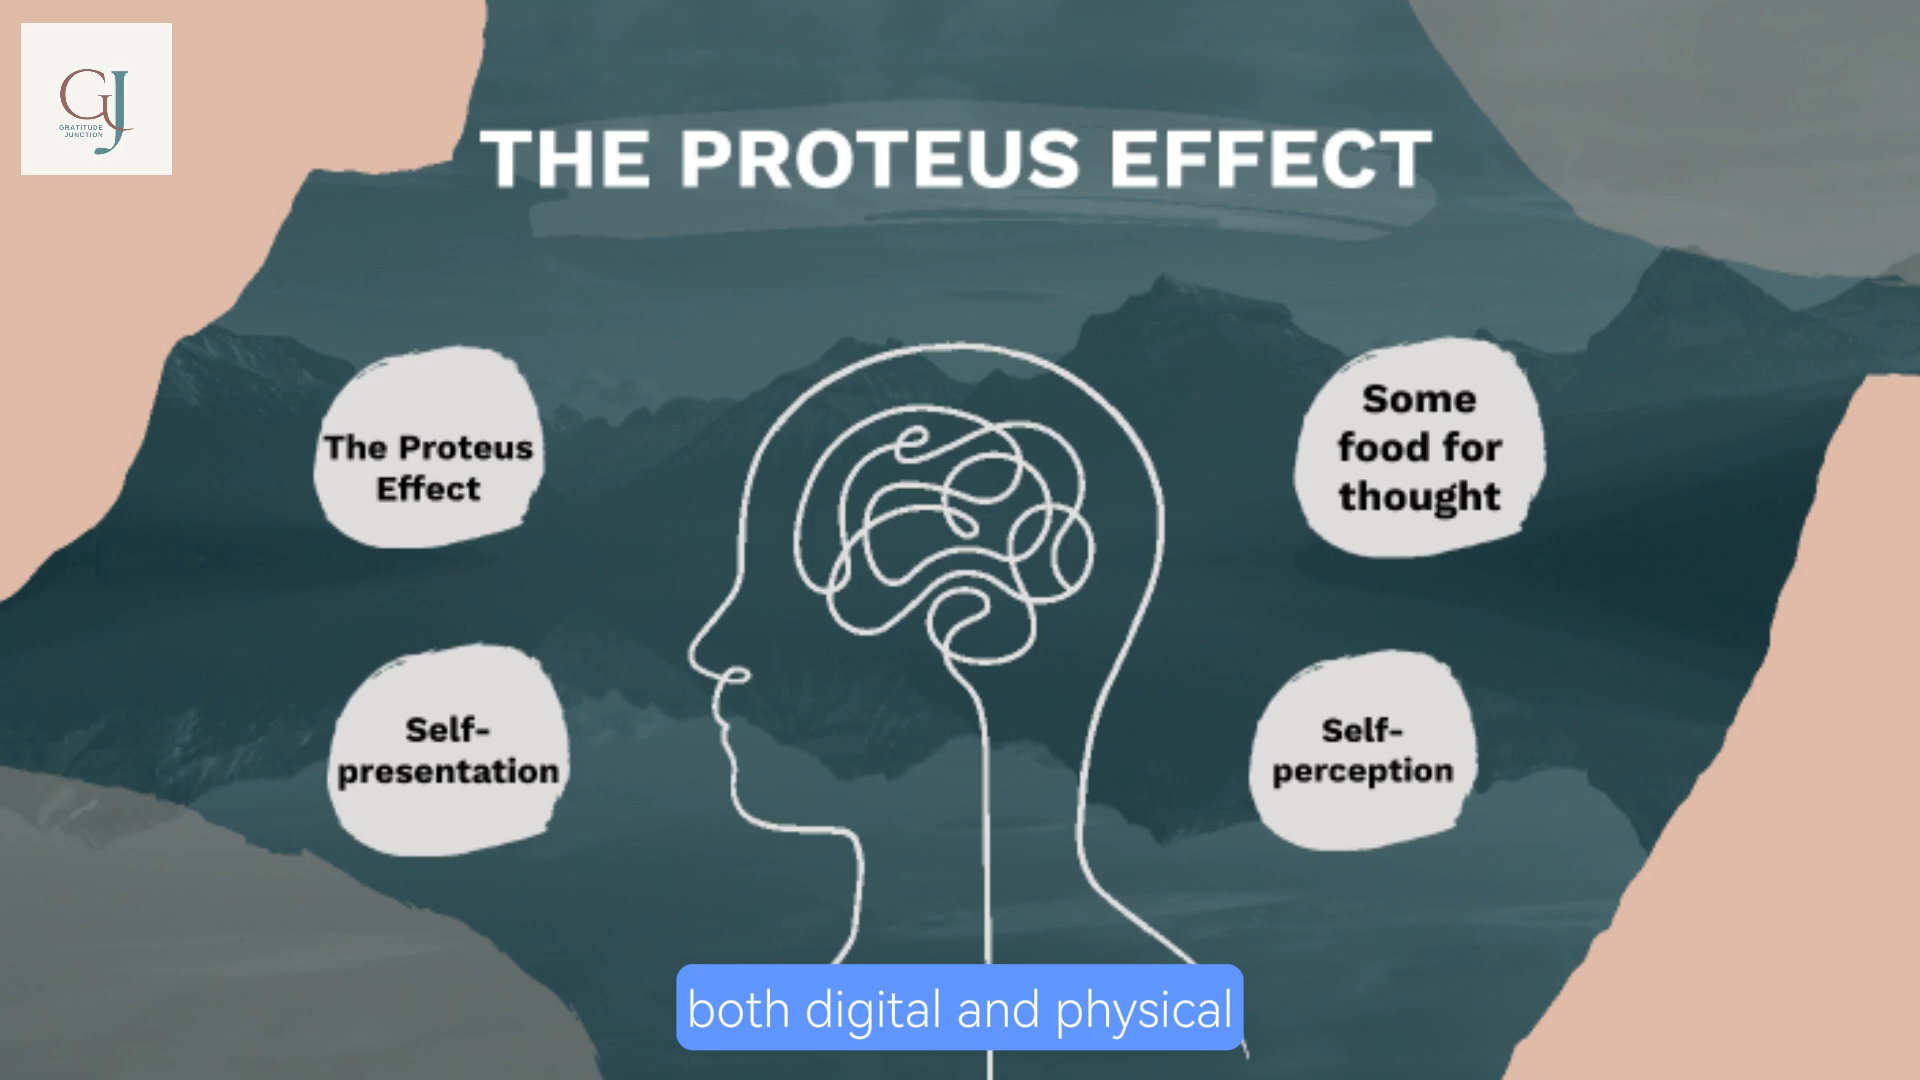 GJ
GRATITUDE
JUNCTION
THE PROTEUS EFFECT
The Proteus
Effect
Some
food for
thought
Self-
presentation
Self-
perception
both digital and physical